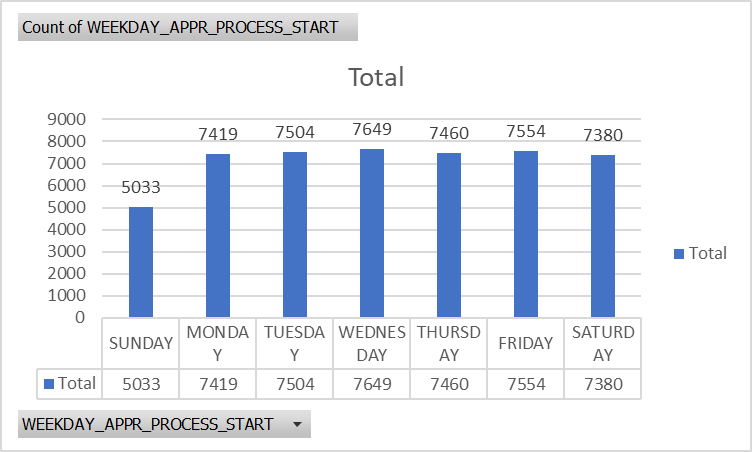 Count of WEEKDAY_APPR_PROCESS_START
Total
9000
8000
7000
6000
5000
4000
3000
2000
1000
0
5033
7419
7504
7649
7460
7554
7380
Total
SUNDAY
MONDA
Y
TUESDA
Y
WEDNES
DAY
THURSD
AY
FRIDAY
SATURD
AY
Total 5033 7419 7504 7649 7460 7554 7380
WEEKDAY_APPR_PROCESS_START